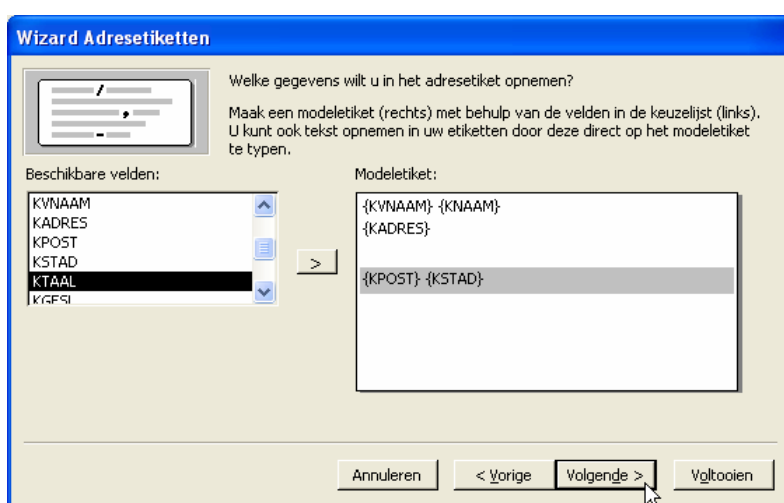 Wizard Adresetiketten
Welke gegevens wilt u in het adresetiket opnemen?
Maak een modeletiket (rechts) met behulp van de velden in de keuzelijst (links).
U kunt ook tekst opnemen in uw etiketten door deze direct op het modeletiket
te typen.
Beschikbare velden:
KVNAAM
KADRES
KPOST
KSTAD
KTAAL
KGESL
>
Modeletiket:
{KVNAAM} {KNAAM}
{KADRES}
{KPOST} {KSTAD}
Annuleren
< Vorige
Volgende >
Voltooien